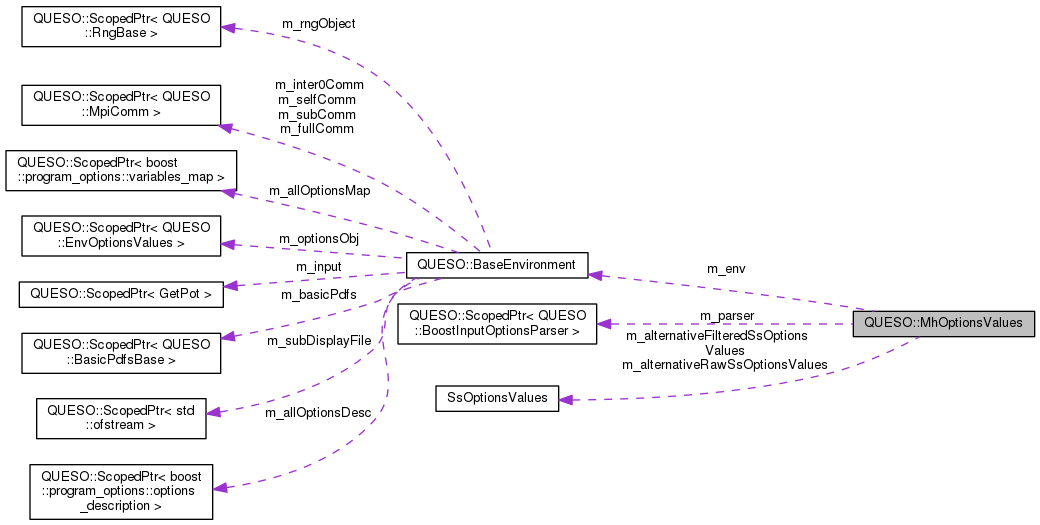 QUESO::ScopedPtr< QUESO
::RngBase >
m_rngObject
QUESO::ScopedPtr< QUESO
::MpiComm >
m_inter0Comm
m_selfComm
m_subComm
m_fullComm
QUESO::ScopedPtr< boost
::program_options::variables_map >
m_allOptionsMap
QUESO::ScopedPtr< QUESO
::EnvOptionsValues >
m_optionsObj
QUESO::BaseEnvironment
m_env
QUESO::ScopedPtr< GetPot >
m_input
m_basicPdfs
QUESO::ScopedPtr< QUESO
::BoostInputOptionsParser >
m_parser
QUESO::MhOptionsValues
QUESO::ScopedPtr< QUESO
::BasicPdfsBase >
m_subDisplayFile
m_alternativeFilteredSsOptions
Values
m_alternativeRawSsOptionsValues
SsOptionsValues
QUESO::ScopedPtr< std
::ofstream >
m_allOptionsDesc
QUESO::ScopedPtr< boost
::program_options::options
_description >